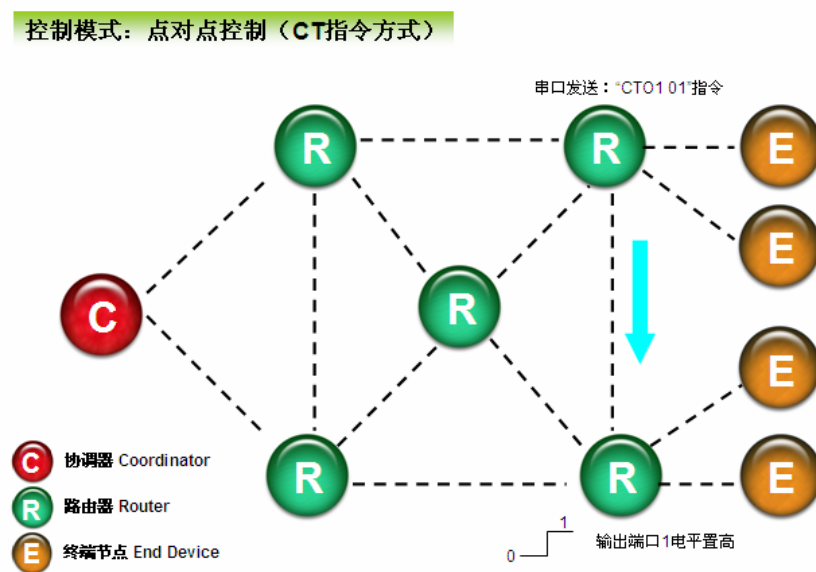 控制模式：点对点控制（CT指令方式）
串口发送：“CTO1 01”指令
R
R
E
E
R
C
E
R
R
E
C 协调器 Coordinator
R 路由器 Router
E 终端节点 End Device
0
1
输出端口1电平置高